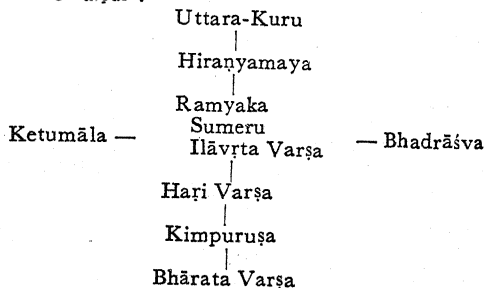 Uttara-Kuru
Hiraṇyamaya
Ramyaka
Sumeru
Ketumāla — Ilāvṛta Varṣa — Bhadrāśva
Hari Varṣa
Kimpuruṣa
Bhārata Varṣa